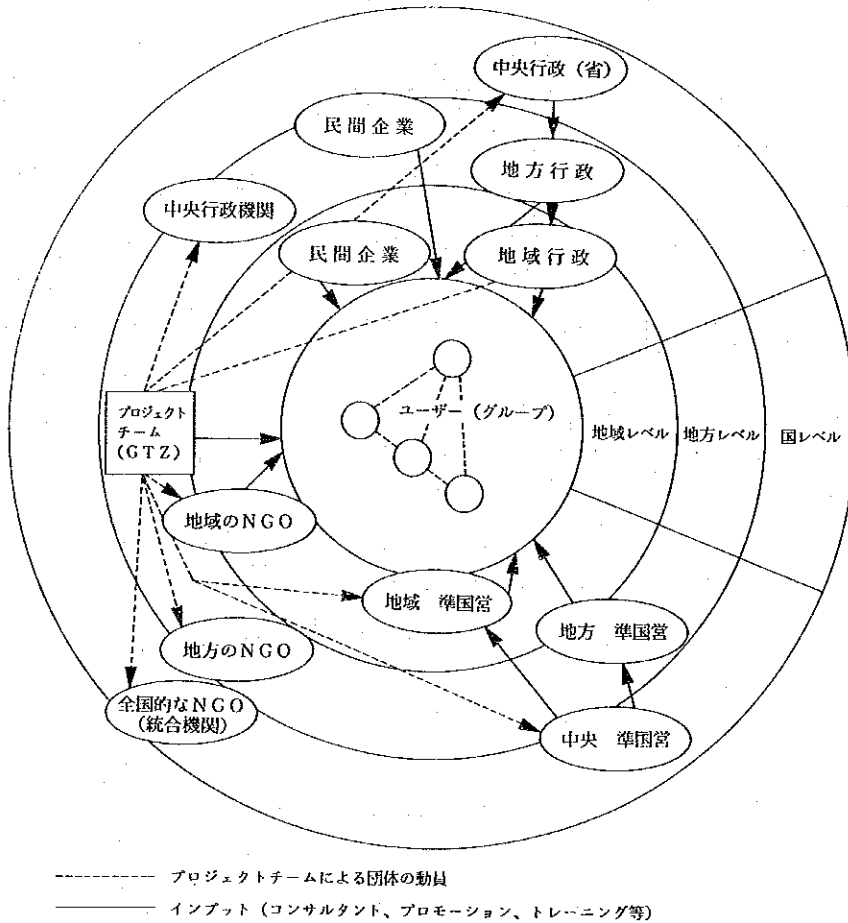 中央行政（省）
民間企業
地方行政
中央行政機関
民間企業
地域行政
プロジェクト
チーム
（ＧＴＺ）
ユーザー（グループ）
地域レベル
地方レベル
国レベル
地域のＮＧＯ
地域　準国営
地方　準国営
地方のＮＧＯ
全国的なＮＧＯ
（統合機関）
中央　準国営
プロジェクトチームによる団体の動員
インプット（コンサルタント、プロモーション、トレーニング等）